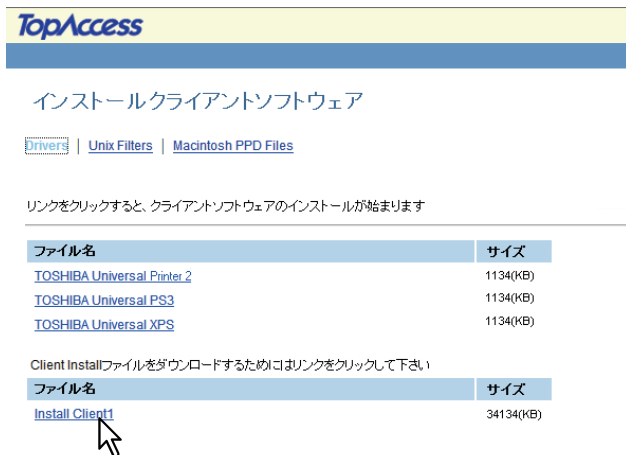 TopAccess
インストールクライアントソフトウェア
Drivers | Unix Filters | Macintosh PPD Files
リンクをクリックすると、クライアントソフトウェアのインストールが始まります
ファイル名 サイズ
TOSHIBA Universal Printer 2 1134(KB)
TOSHIBA Universal PS3 1134(KB)
TOSHIBA Universal XPS 1134(KB)
Client Installファイルをダウンロードするためにはリンクをクリックして下さい
ファイル名 サイズ
Install Client1 34134(KB)